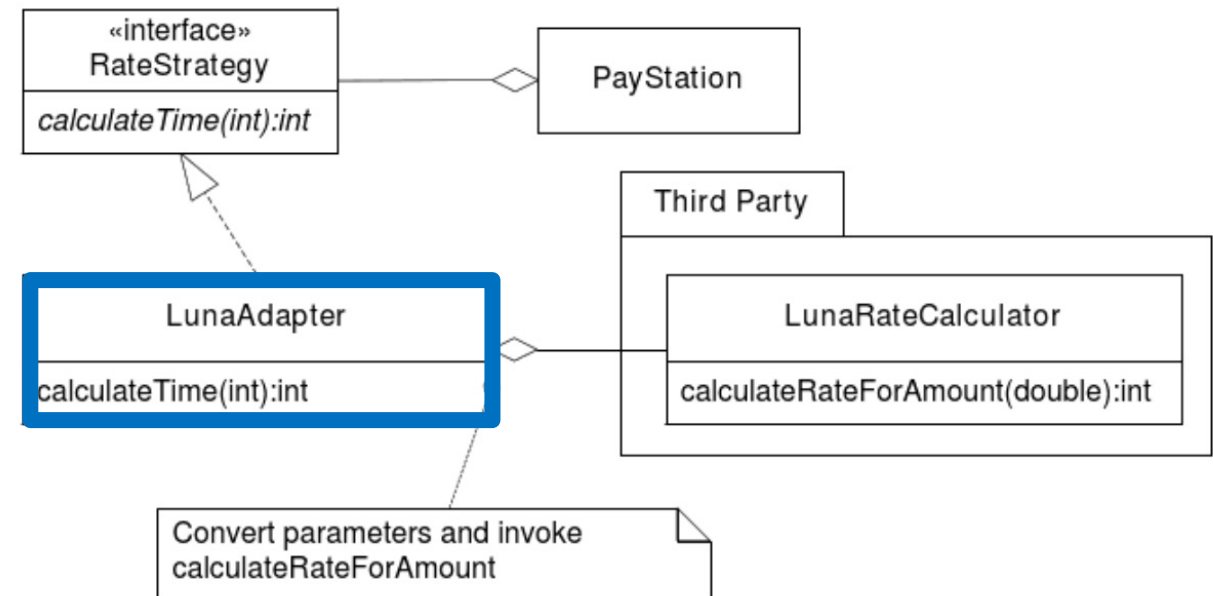 «interface»
RateStrategy
calculateTime(int):int
PayStation
Third Party
LunaAdapter
calculateTime(int):int
LunaRateCalculator
calculateRateForAmount(double):int
Convert parameters and invoke
calculateRateForAmount